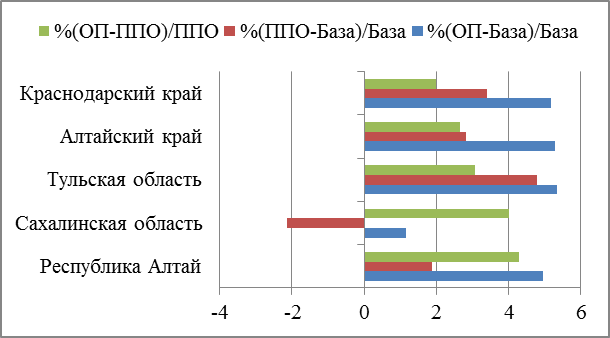 %(ОП-ППО)/ППО %(ППО-База)/База %(ОП-База)/База
Краснодарский край
Алтайский край
Тульская область
Сахалинская область
Республика Алтай
-4 -2 0 2 4 6